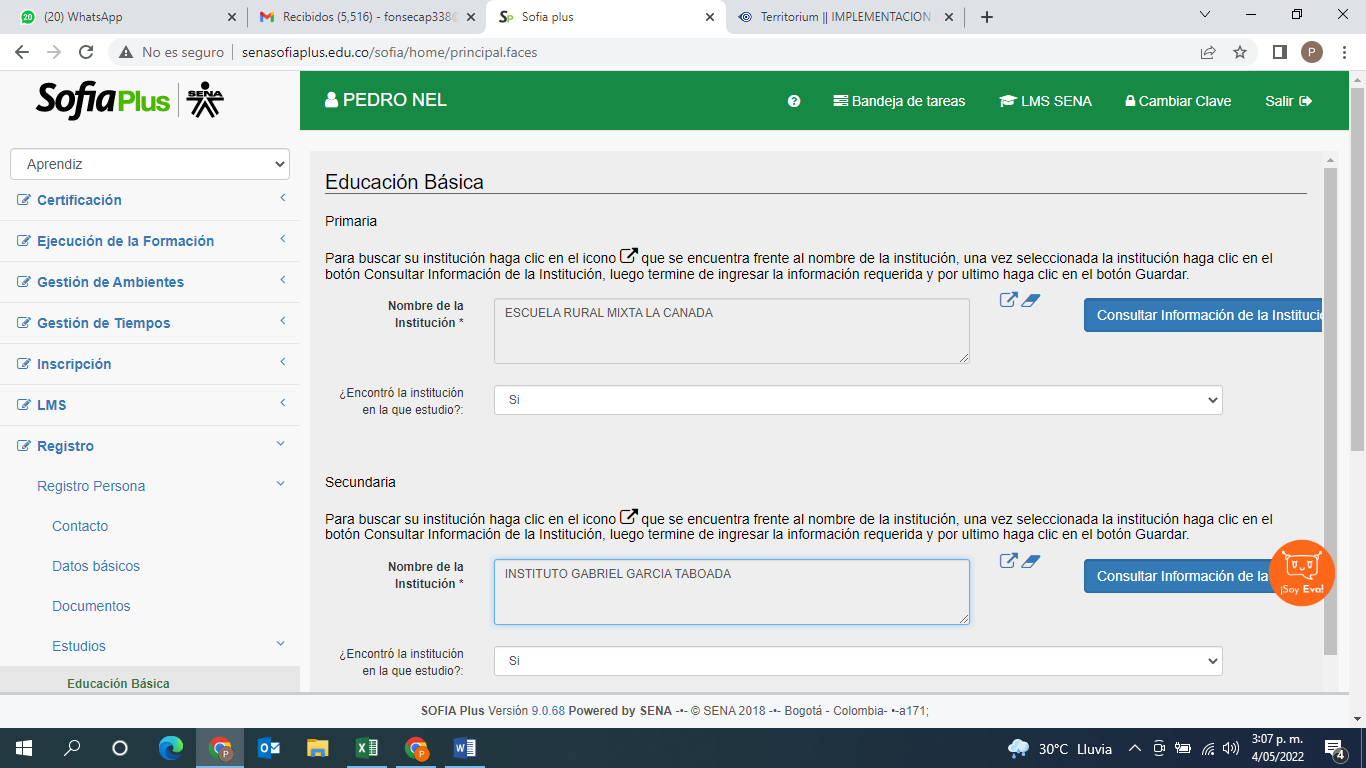 (20) WhatsApp
Recibidos (5,516) - fonsecap338@
Sofia plus
Territorium || IMPLEMENTACION
No es seguro
senasofiaplus.edu.co/sofia/home/principal.faces
P
Sofia Plus
SENA
PEDRO NEL
Bandeja de tareas
LMS SENA
Cambiar Clave
Salir
Aprendiz
Certificación
Ejecución de la Formación
Gestión de Ambientes
Gestión de Tiempos
Inscripción
LMS
Registro
Registro Persona
Contacto
Datos básicos
Documentos
Estudios
Educación Básica
Educación Básica
Primaria
Para buscar su institución haga clic en el icono que se encuentra frente al nombre de la institución, una vez seleccionada la institución haga clic en el
botón Consultar Información de la Institución, luego termine de ingresar la información requerida y por ultimo haga clic en el botón Guardar.
Nombre de la
Institución *
ESCUELA RURAL MIXTA LA CANADA
Consultar Información de la Instituci
¿Encontró la institución
en la que estudio?:
Si
Secundaria
Para buscar su institución haga clic en el icono que se encuentra frente al nombre de la institución, una vez seleccionada la institución haga clic en el
botón Consultar Información de la Institución, luego termine de ingresar la información requerida y por ultimo haga clic en el botón Guardar.
Nombre de la
Institución *
INSTITUTO GABRIEL GARCIA TABOADA
Consultar Información de la
¡Soy Eva!
¿Encontró la institución
en la que estudio?:
Si
SOFIA Plus Versión 9.0.68 Powered by SENA -•- © SENA 2018 -•- Bogotá - Colombia- •-a171;
30°C Lluvia
3:07 p. m.
4/05/2022
4